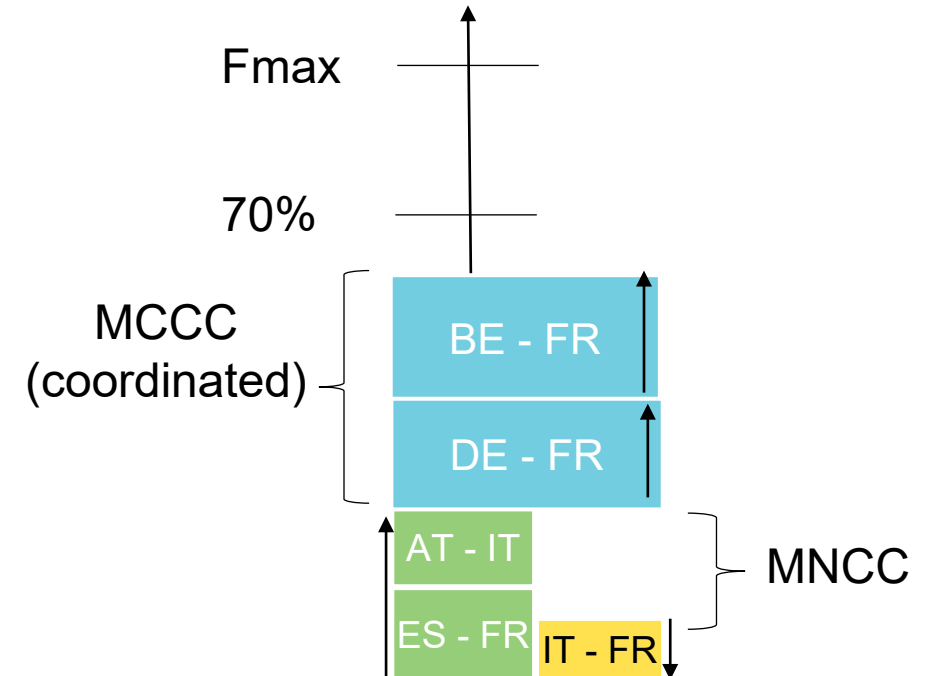 Fmax
70%
MCCC
(coordinated)
BE - FR
DE - FR
AT - IT
ES - FR
IT - FR
MNCC